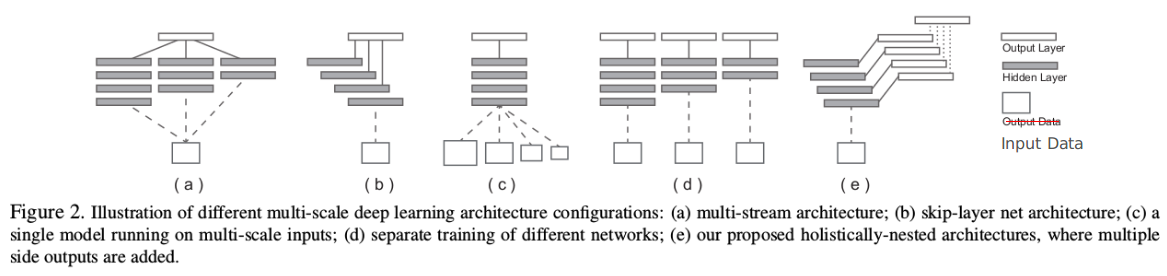 Output Layer
Hidden Layer
Output Data
Input Data
(a)
(b)
(c)
(d)
(e)
Figure 2. Illustration of different multi-scale deep learning architecture configurations: (a) multi-stream architecture; (b) skip-layer net architecture; (c) a
single model running on multi-scale inputs; (d) separate training of different networks; (e) our proposed holistically-nested architectures, where multiple
side outputs are added.